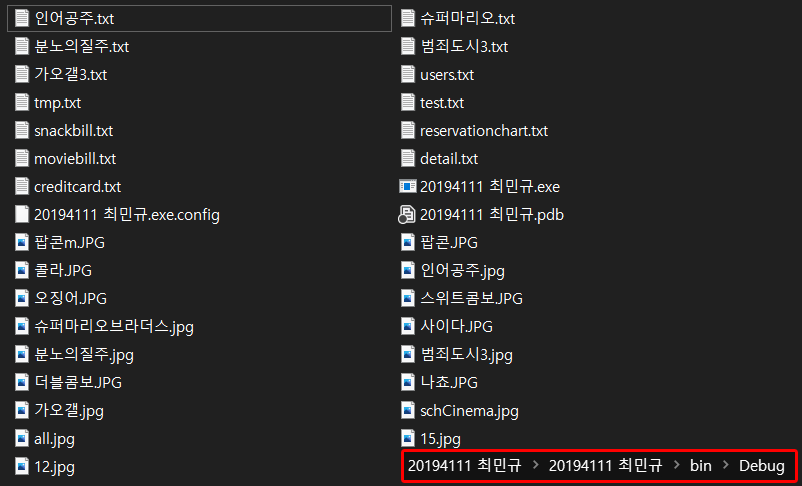 인어공주.txt
슈퍼마리오.txt
분노의질주.txt
범죄도시3.txt
가오갤3.txt
users.txt
tmp.txt
test.txt
snackbill.txt
reservationchart.txt
moviebill.txt
detail.txt
creditcard.txt
20194111 최민규.exe
20194111 최민규.exe.config
20194111 최민규.pdb
팝콘m.JPG
팝콘.JPG
콜라.JPG
인어공주.jpg
오징어.JPG
스위트콤보.JPG
슈퍼마리오브라더스.jpg
사이다.JPG
분노의질주.jpg
범죄도시3.jpg
더블콤보.JPG
나쵸.JPG
가오갤.jpg
schCinema.jpg
all.jpg
15.jpg
12.jpg
20194111 최민규 > 20194111 최민규 > bin > Debug